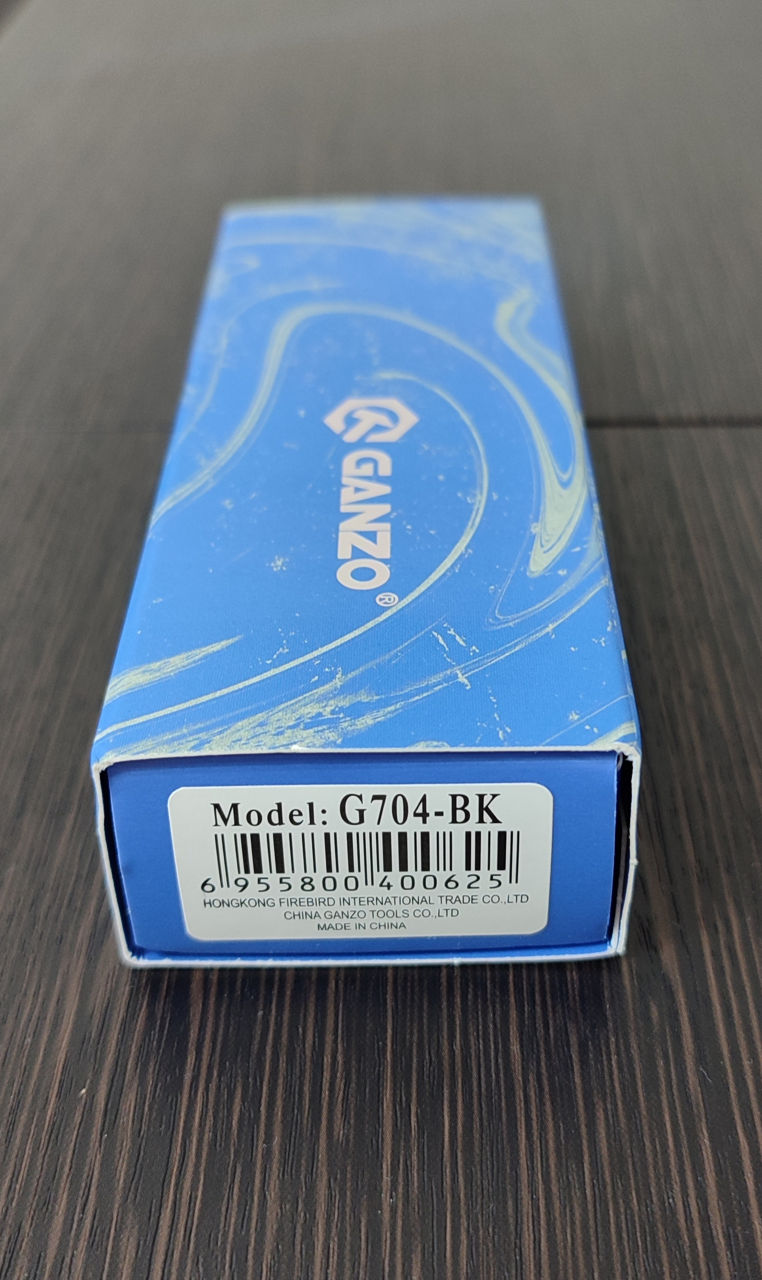 GANZO®
Model: G704-BK
6 955800 400625
HONGKONG FIREBIRD INTERNATIONAL TRADE CO.,LTD
CHINA GANZO TOOLS CO.,LTD
MADE IN CHINA